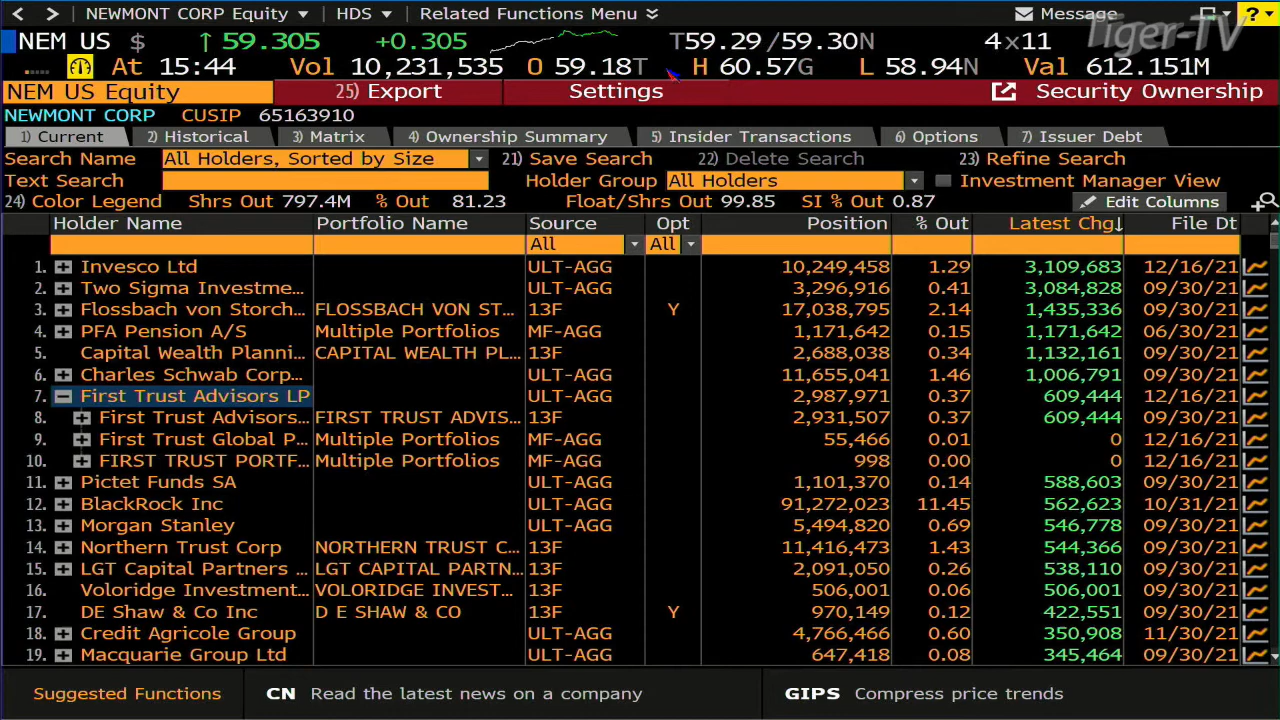 < > NEWMONT CORP Equity HDS Related Functions Menu Message ?
Tiger-TV
NEM US $ ↑ 59.305 +0.305 T59.29 /59.30N 4 x 11
At 15:44 Vol 10,231,535 O 59.18T H 60.57G L 58.94N Val 612.151M
NEM US Equity 25) Export Settings Security Ownership
NEWMONT CORP CUSIP 65163910
1) Current 2) Historical 3) Matrix 4) Ownership Summary 5) Insider Transactions 6) Options 7) Issuer Debt
Search Name All Holders, Sorted by Size 21) Save Search 22) Delete Search 23) Refine Search
Text Search Holder Group All Holders Investment Manager View
24) Color Legend Shrs Out 797.4M % Out 81.23 Float/Shrs Out 99.85 SI % Out 0.87 Edit Columns
Holder Name Portfolio Name Source Opt Position % Out Latest Chg↓ File Dt
All All
1. Invesco Ltd ULT-AGG 10,249,458 1.29 3,109,683 12/16/21
2. Two Sigma Investme... ULT-AGG 3,296,916 0.41 3,084,828 09/30/21
3. Flossbach von Storch... FLOSSBACH VON ST... 13F Y 17,038,795 2.14 1,435,336 09/30/21
4. PFA Pension A/S Multiple Portfolios MF-AGG 1,171,642 0.15 1,171,642 06/30/21
5. Capital Wealth Planni... CAPITAL WEALTH PL... 13F 2,688,038 0.34 1,132,161 09/30/21
6. Charles Schwab Corp... ULT-AGG 11,655,041 1.46 1,006,791 09/30/21
7. First Trust Advisors LP ULT-AGG 2,987,971 0.37 609,444 09/30/21
8. First Trust Advisors... FIRST TRUST ADVIS... 13F 2,931,507 0.37 609,444 09/30/21
9. First Trust Global P... Multiple Portfolios MF-AGG 55,466 0.01 0 12/16/21
10. FIRST TRUST PORTF... Multiple Portfolios MF-AGG 998 0.00 0 12/16/21
11. Pictet Funds SA ULT-AGG 1,101,370 0.14 588,603 09/30/21
12. BlackRock Inc ULT-AGG 91,272,023 11.45 562,623 10/31/21
13. Morgan Stanley ULT-AGG 5,494,820 0.69 546,778 09/30/21
14. Northern Trust Corp NORTHERN TRUST C... 13F 11,416,473 1.43 544,366 09/30/21
15. LGT Capital Partners ... LGT CAPITAL PARTN... 13F 2,091,050 0.26 538,110 09/30/21
16. Voloridge Investment... VOLORIDGE INVEST... 13F 506,001 0.06 506,001 09/30/21
17. DE Shaw & Co Inc D E SHAW & CO 13F Y 970,149 0.12 422,551 09/30/21
18. Credit Agricole Group ULT-AGG 4,766,466 0.60 350,908 11/30/21
19. Macquarie Group Ltd ULT-AGG 647,418 0.08 345,464 09/30/21
Suggested Functions CN Read the latest news on a company GIPS Compress price trends